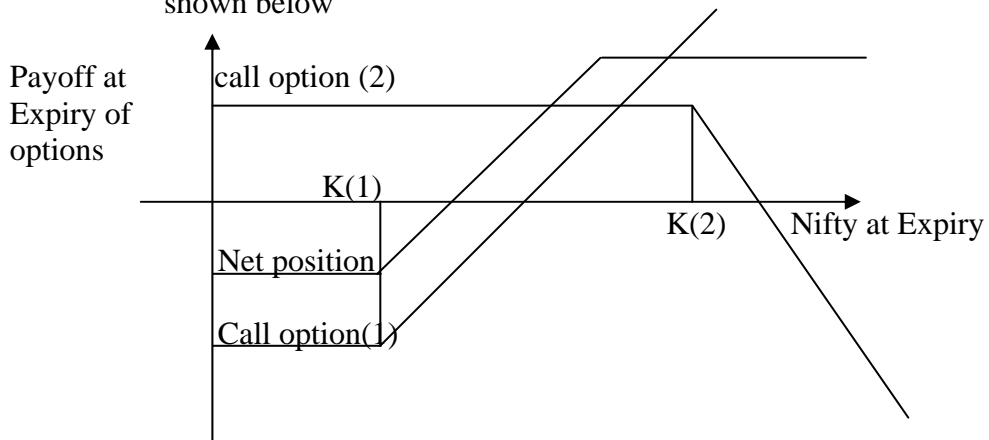 shown below
Payoff at
Expiry of
options
call option (2)
K(1)
K(2)
Nifty at Expiry
Net position
Call option(1)